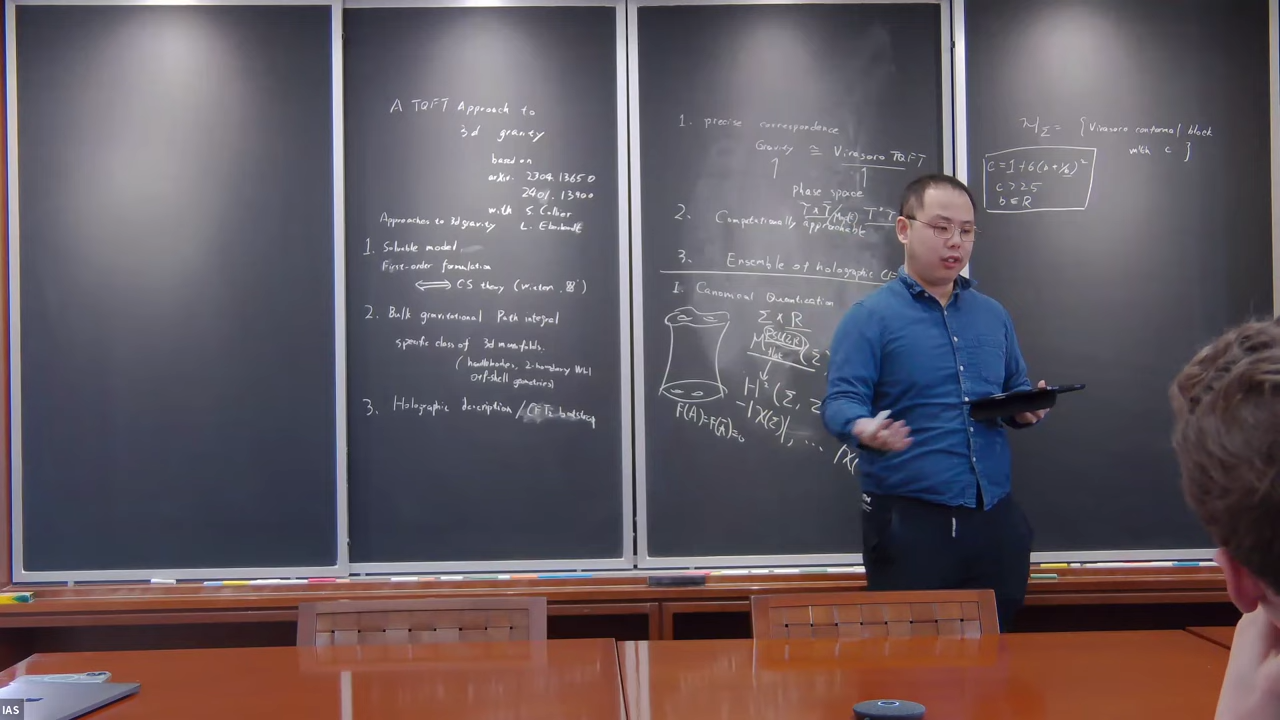 A TQFT Approach to
3d gravity
based on
arXiv: 2304.13650
2401.13900
with S. Collier
L. Eberhardt
Approaches to 3d gravity
1. Solvable model
First-order formulation
⟺ CS theory (Witten, 88')
2. Bulk gravitational Path integral
specific class of 3d manifolds.
(handlebodies, 2-boundary WH
off-shell geometries)
3. Holographic description / CFT₂ bootstrap
1. precise correspondence
Gravity ≅ Virasoro TQFT
↑ ↑
phase space
2. Computationally approachable
3. Ensemble of holographic
I. Canonical Quantization
Σ × R
PSL(2,R)
flat
H² (Σ, Z
-|χ(Σ)|, ...
F(A)=F(Ā)=0
H_Σ = {Virasoro conformal block
with c }
c = 1+6(b+1/b)²
c > 25
b ∈ R
IAS